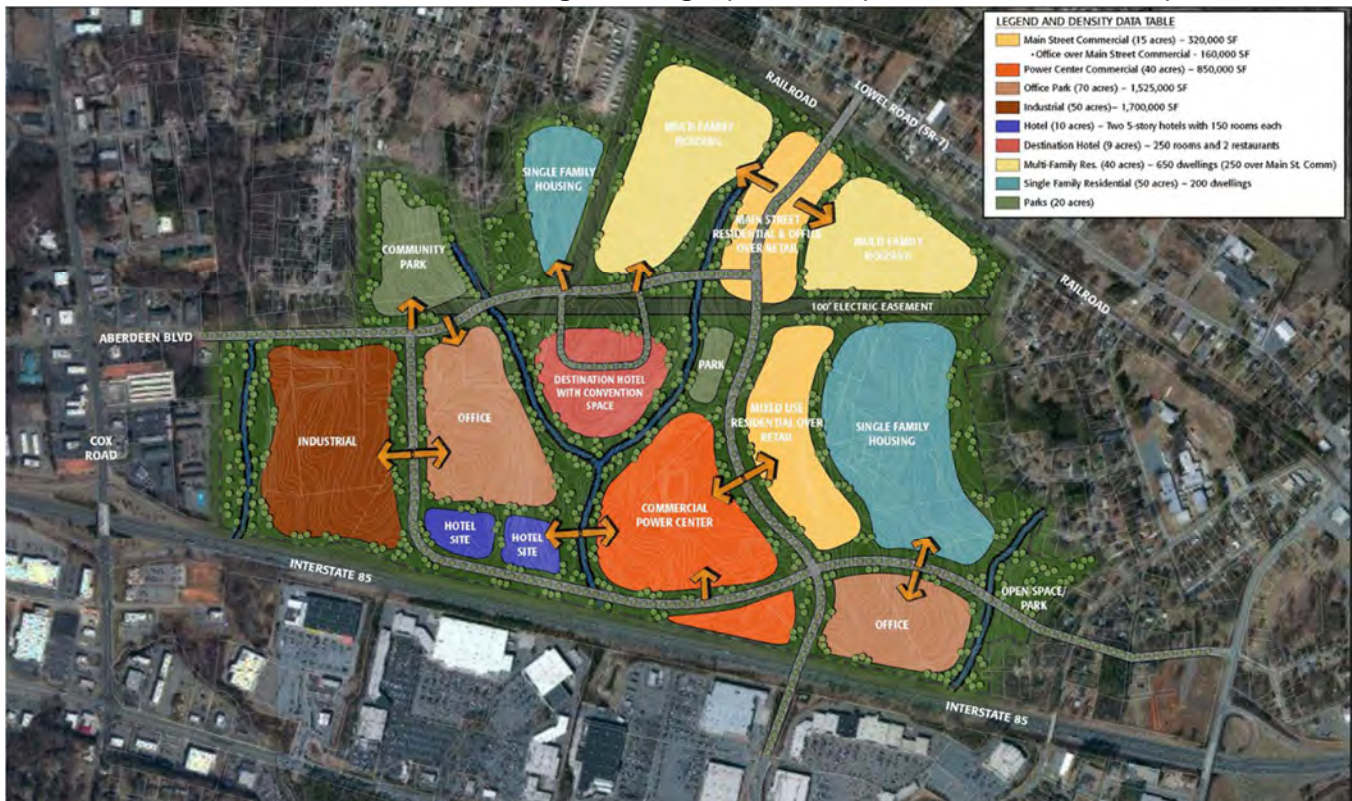 LEGEND AND DENSITY DATA TABLE
Main Street Commercial (15 acres) – 320,000 SF
• Office over Main Street Commercial - 160,000 SF
Power Center Commercial (40 acres) – 850,000 SF
Office Park (70 acres) – 1,525,000 SF
Industrial (50 acres)– 1,700,000 SF
Hotel (10 acres) – Two 5-story hotels with 150 rooms each
Destination Hotel (9 acres) – 250 rooms and 2 restaurants
Multi-Family Res. (40 acres) – 650 dwellings (250 over Main St. Comm)
Single Family Residential (50 acres) – 200 dwellings
Parks (20 acres)
RAILROAD
LOWEL ROAD (SR-7)
MULTI-FAMILY
HOUSING
SINGLE FAMILY
HOUSING
MAIN STREET
RESIDENTIAL & OFFICE
OVER RETAIL
MULTI-FAMILY
HOUSING
COMMUNITY
PARK
RAILROAD
100' ELECTRIC EASEMENT
ABERDEEN BLVD
PARK
DESTINATION HOTEL
WITH CONVENTION
SPACE
OFFICE
MIXED USE
RESIDENTIAL OVER
RETAIL
SINGLE FAMILY
HOUSING
COX
ROAD
INDUSTRIAL
COMMERCIAL
POWER CENTER
HOTEL
SITE
HOTEL
SITE
INTERSTATE 85
OPEN SPACE/
PARK
OFFICE
INTERSTATE 85